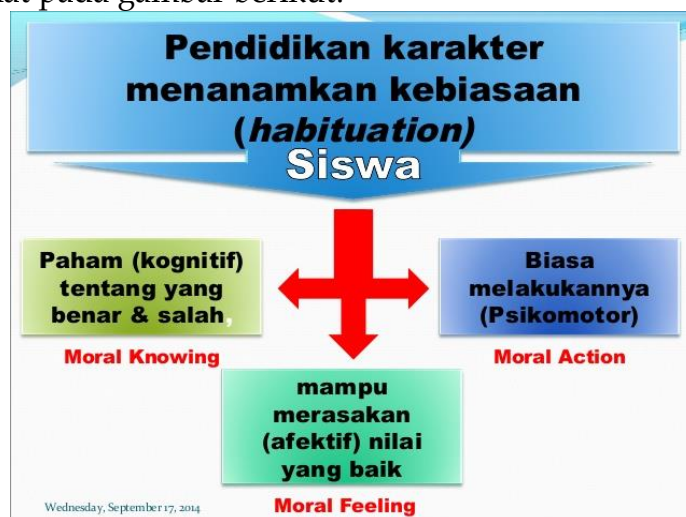 Pendidikan karakter
menanamkan kebiasaan
(habituation)
Siswa
Paham (kognitif)
tentang yang
benar & salah,
Moral Knowing
Biasa
melakukannya
(Psikomotor)
Moral Action
mampu
merasakan
(afektif) nilai
yang baik
Moral Feeling
Wednesday, September 17, 2014